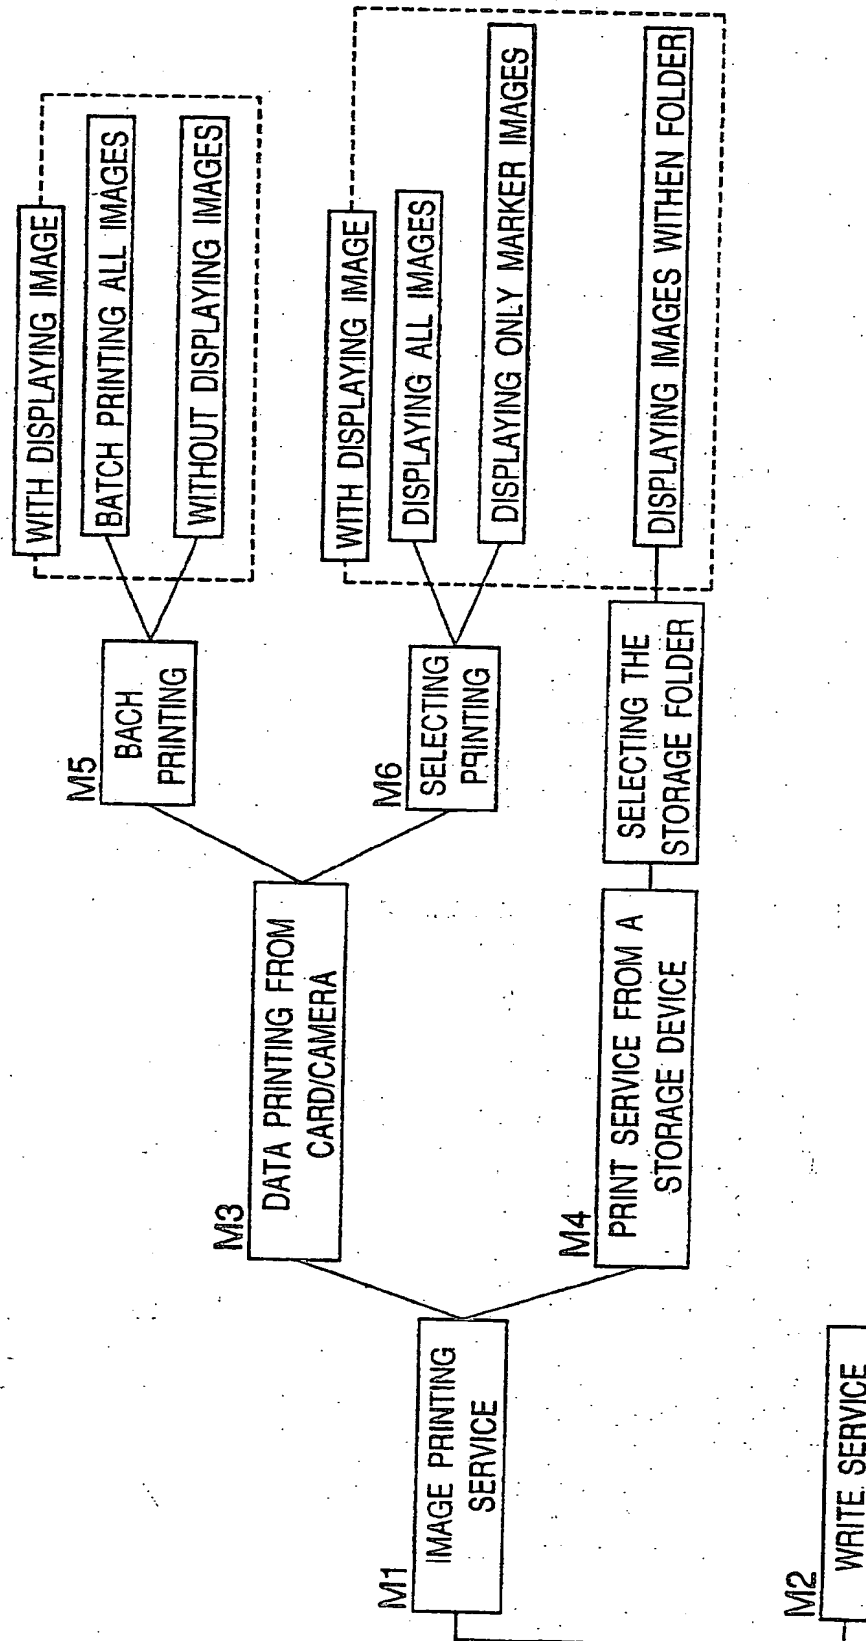 M1
IMAGE PRINTING
SERVICE
M2
WRITE SERVICE
M3
DATA PRINTING FROM
CARD/CAMERA
M4
PRINT SERVICE FROM A
STORAGE DEVICE
M5
BACH
PRINTING
M6
SELECTING
PRINTING
SELECTING THE
STORAGE FOLDER
WITH DISPLAYING IMAGE
BATCH PRINTING ALL IMAGES
WITHOUT DISPLAYING IMAGES
WITH DISPLAYING IMAGE
DISPLAYING ALL IMAGES
DISPLAYING ONLY MARKER IMAGES
DISPLAYING IMAGES WITHEN FOLDER